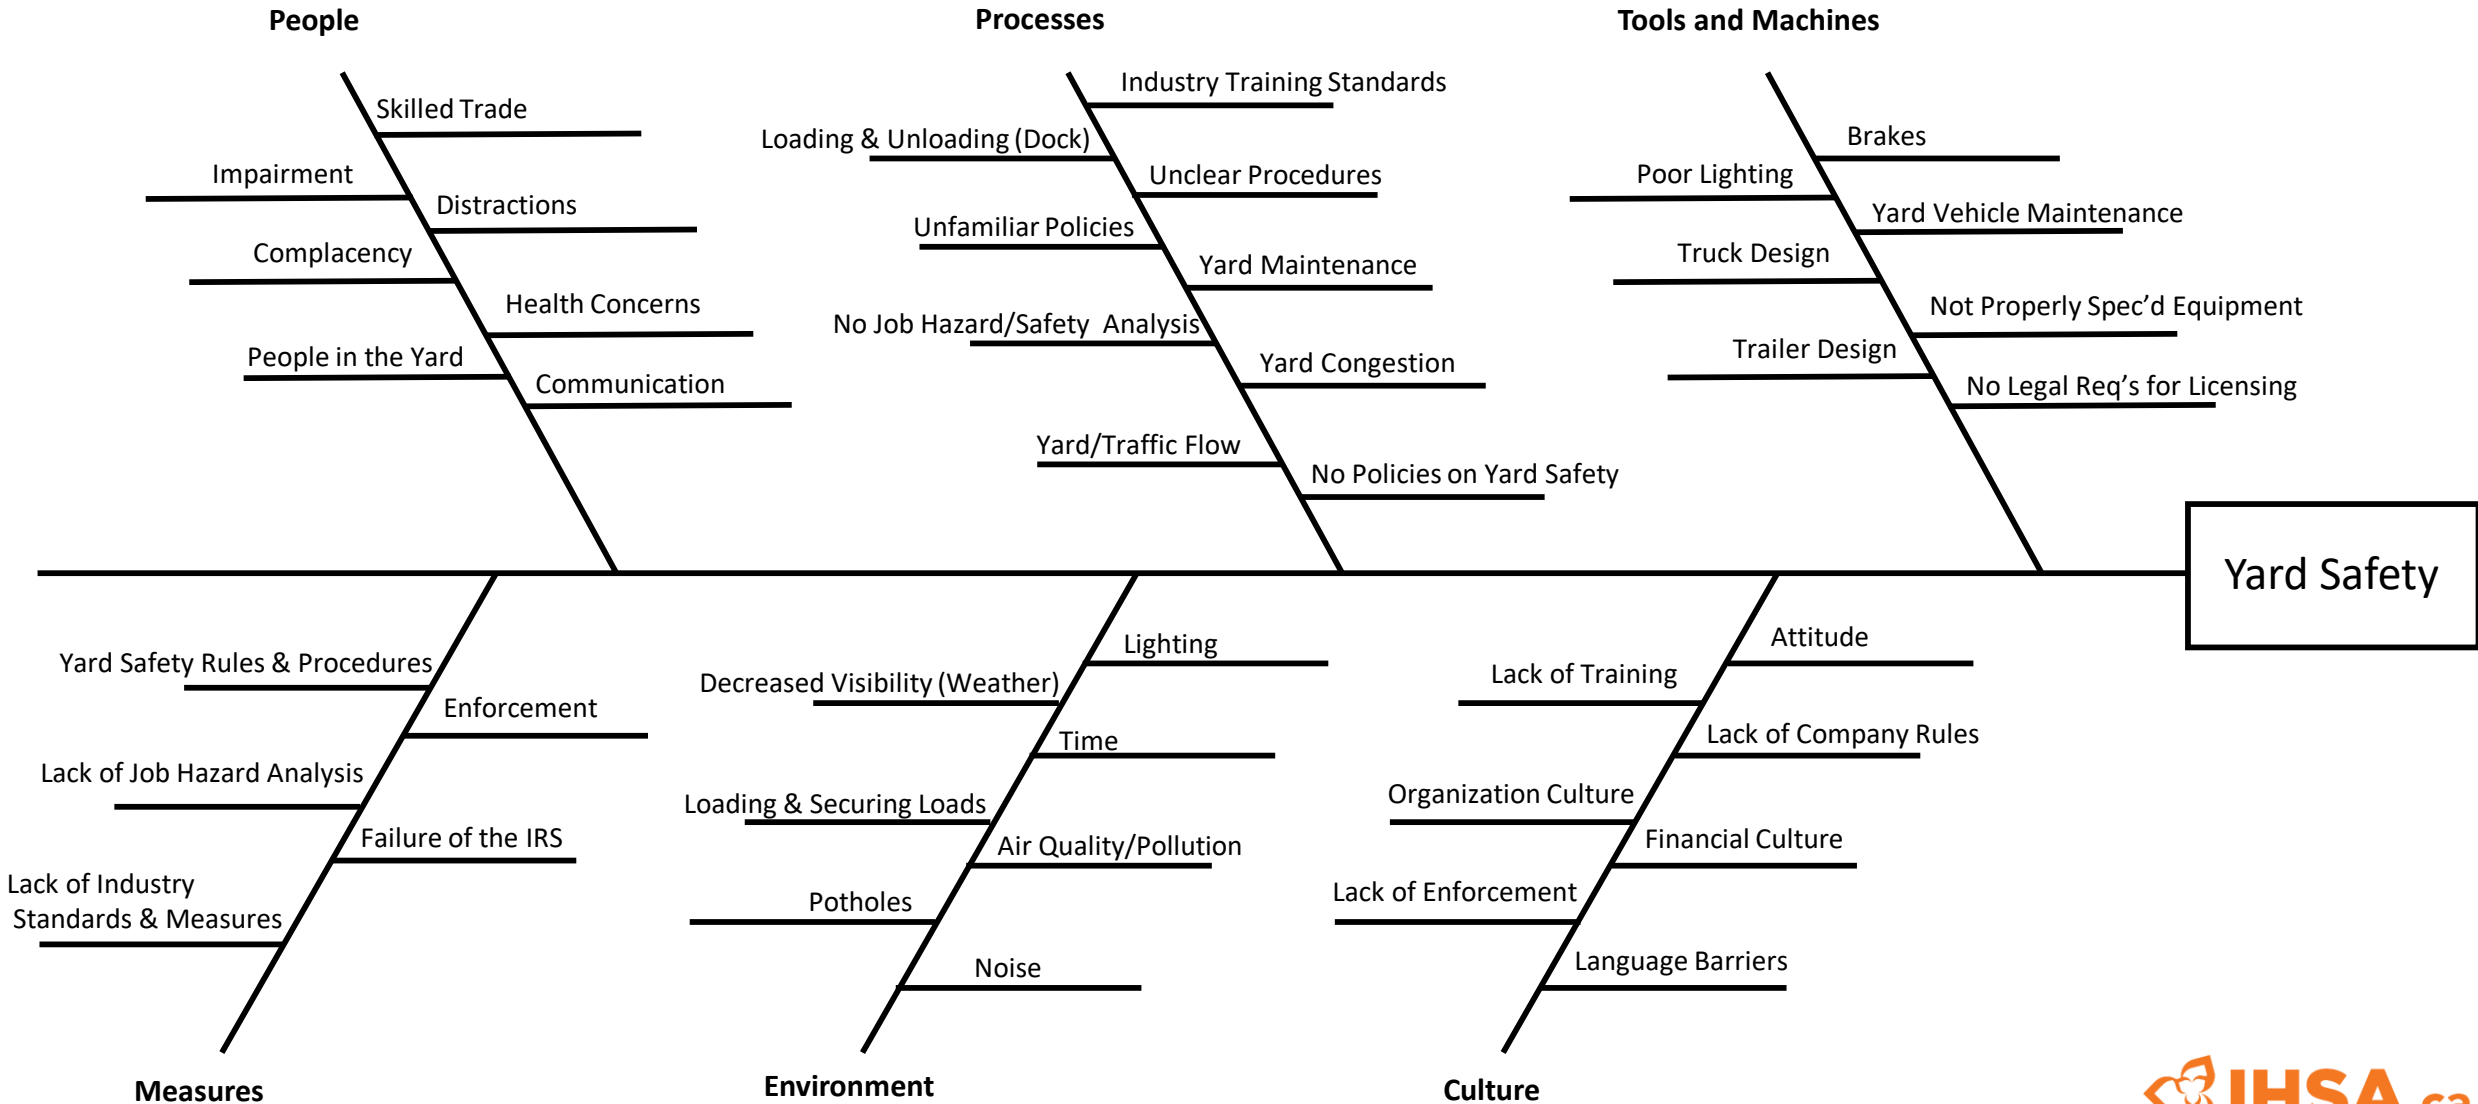 People
Processes
Tools and Machines
Skilled Trade
Impairment
Distractions
Complacency
Health Concerns
People in the Yard
Communication
Industry Training Standards
Loading & Unloading (Dock)
Unclear Procedures
Unfamiliar Policies
Yard Maintenance
No Job Hazard/Safety  Analysis
Yard Congestion
Yard/Traffic Flow
No Policies on Yard Safety
Brakes
Poor Lighting
Yard Vehicle Maintenance
Truck Design
Not Properly Spec’d Equipment
Trailer Design
No Legal Req’s for Licensing
Yard Safety
Yard Safety Rules & Procedures
Enforcement
Lack of Job Hazard Analysis
Failure of the IRS
Lack of Industry
Standards & Measures
Lighting
Decreased Visibility (Weather)
Time
Loading & Securing Loads
Air Quality/Pollution
Potholes
Noise
Attitude
Lack of Training
Lack of Company Rules
Organization Culture
Financial Culture
Lack of Enforcement
Language Barriers
Measures
Environment
Culture
IHSA.ca